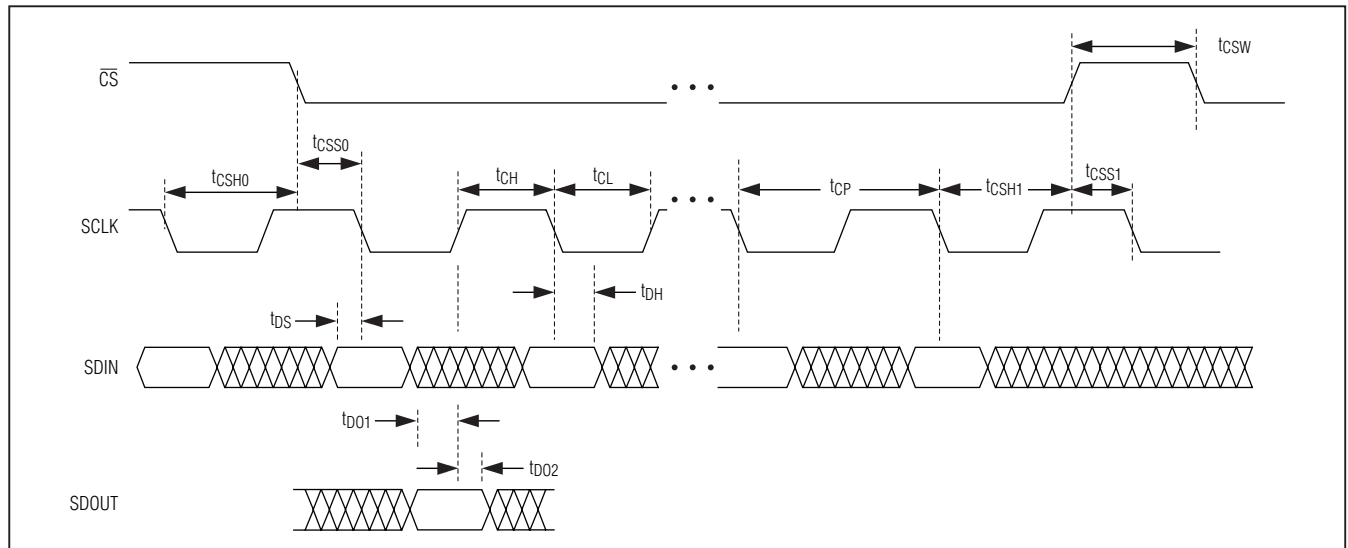 tCSW
CS
• • •
tCSS0
tCSH0
tCH
tCL
tCP
tCSH1
tCSS1
• • •
SCLK
tDH
tDS
SDIN
• • •
tDO1
tDO2
SDOUT